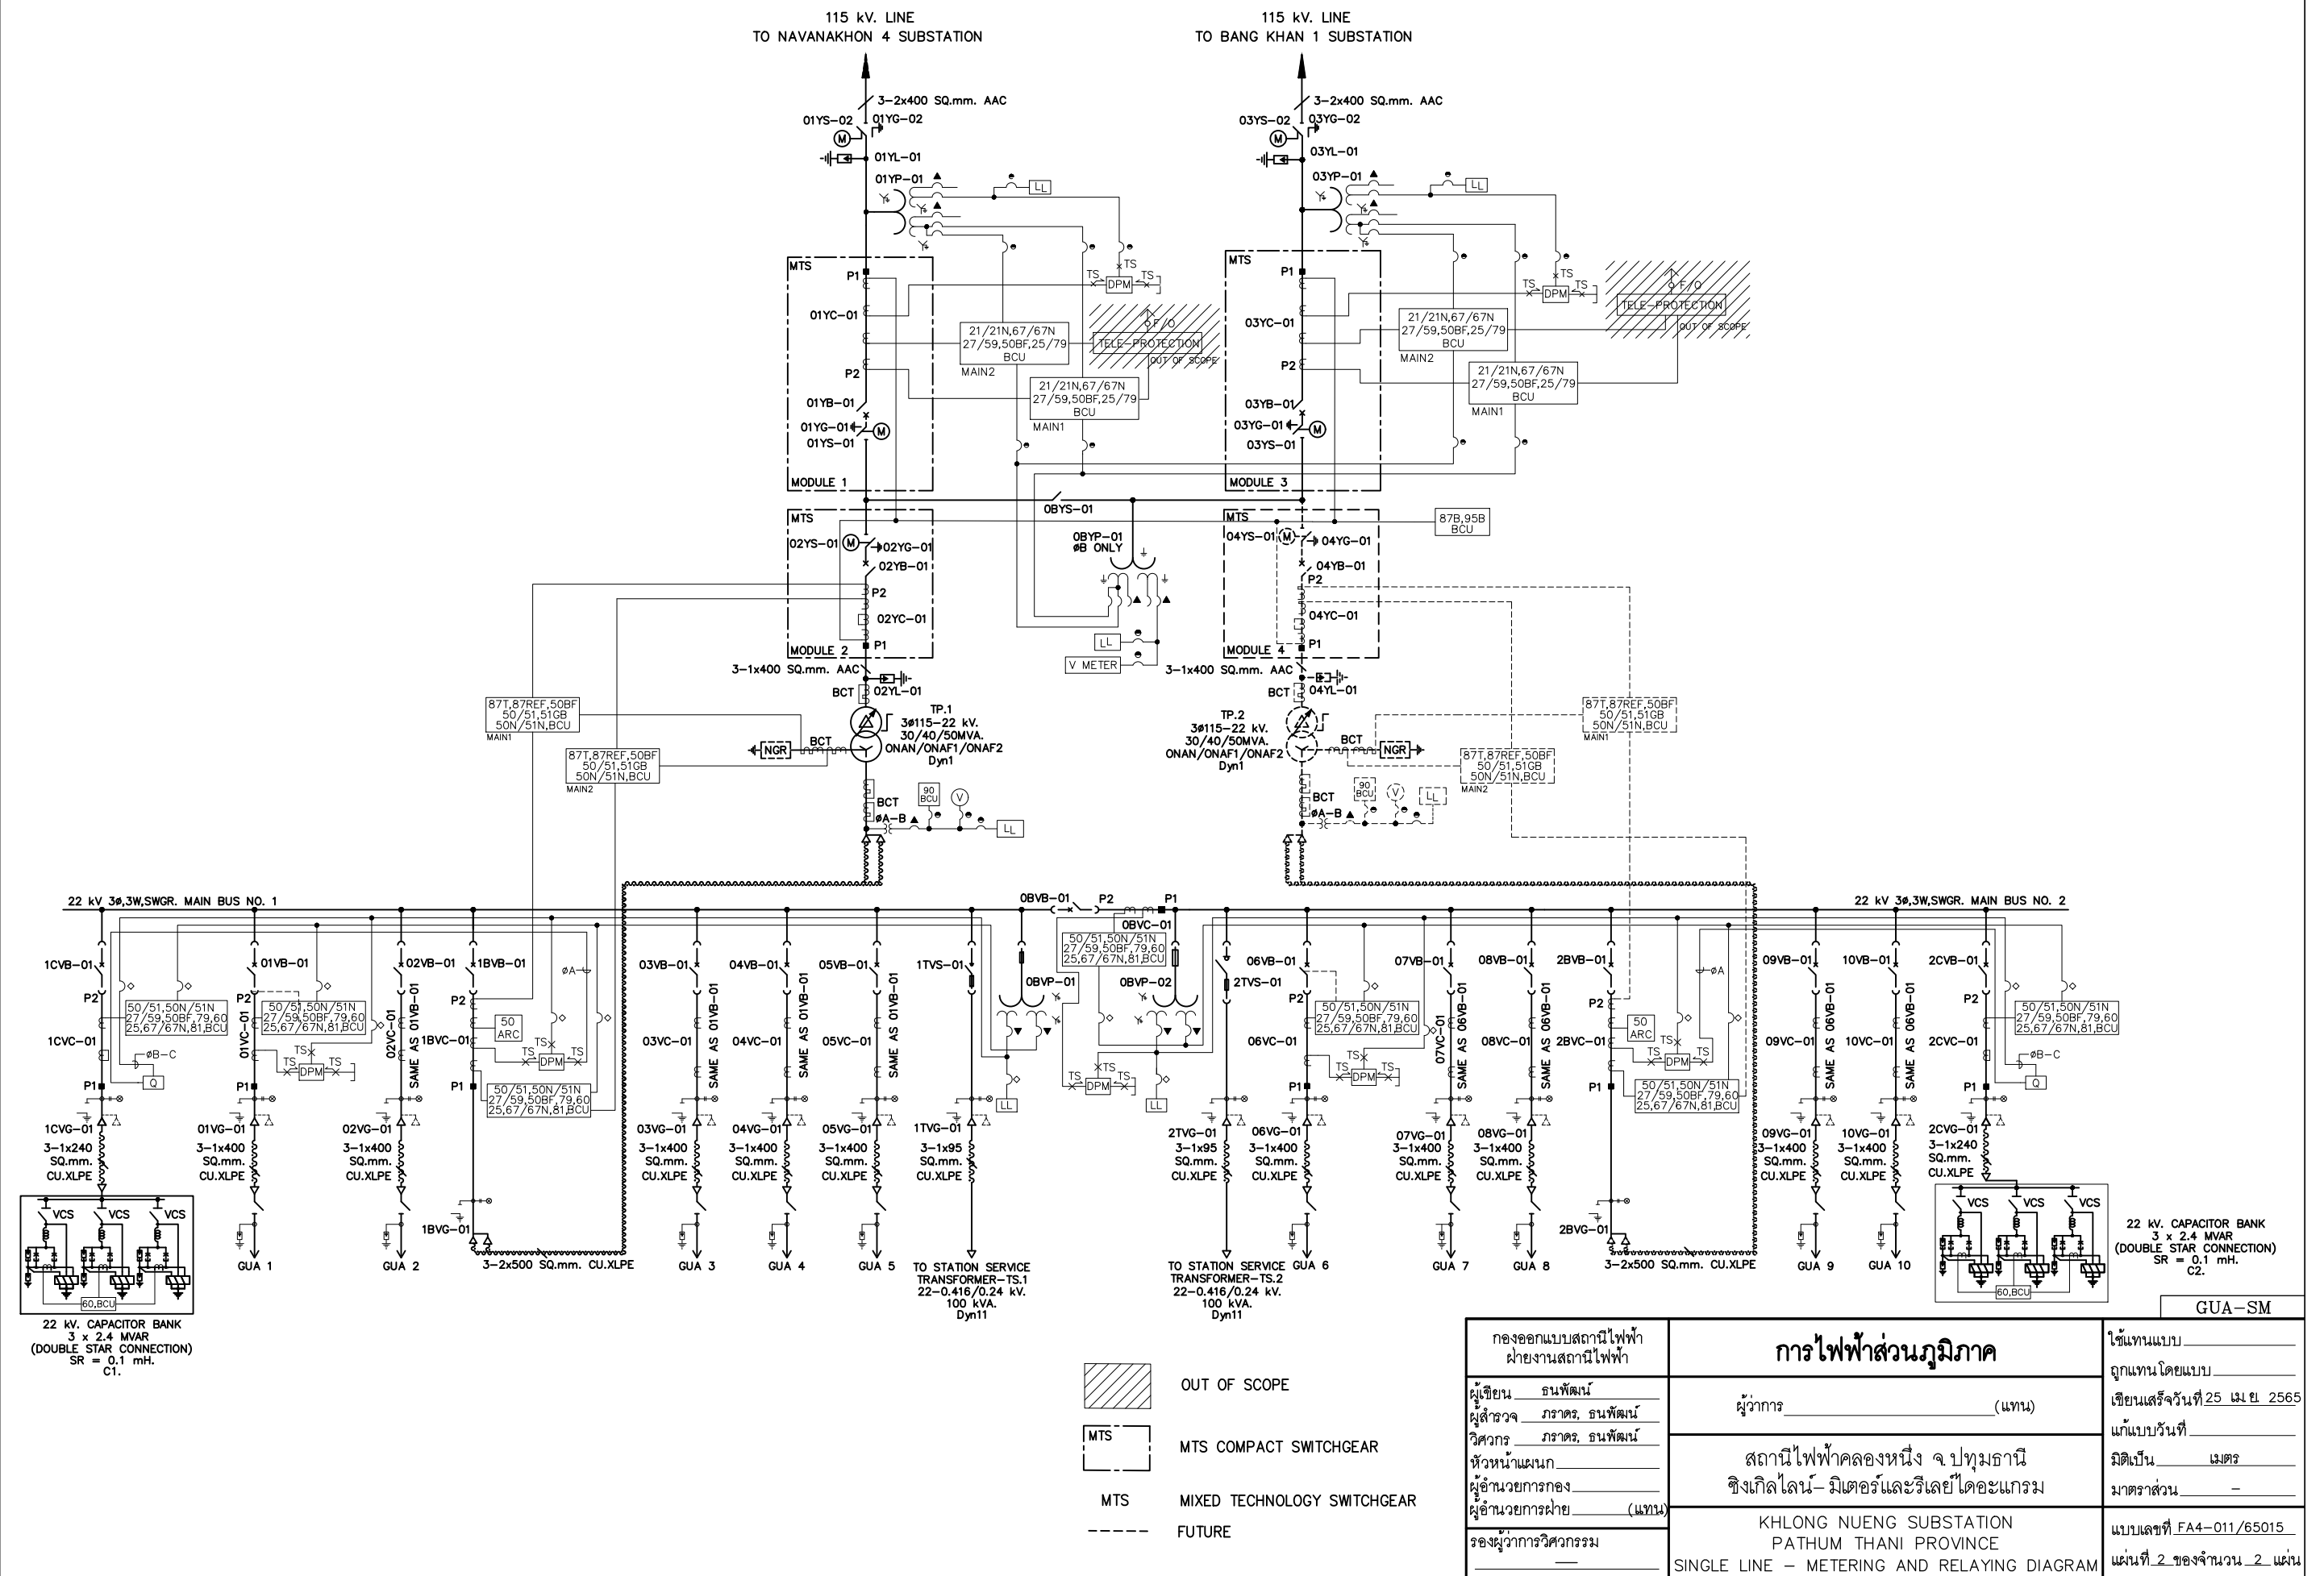 115 kV. LINE
TO NAVANAKHON 4 SUBSTATION
115 kV. LINE
TO BANG KHAN 1 SUBSTATION
3-2x400 SQ.mm. AAC
01YS-02
01YG-02
M
01YL-01
01YP-01
LL
MTS
P1
TS
TS
TS
DPM
01YC-01
F/O
TELE-PROTECTION
OUT OF SCOPE
21/21N,67/67N
27/59,50BF,25/79
BCU
MAIN2
P2
21/21N,67/67N
27/59,50BF,25/79
BCU
MAIN1
01YB-01
01YG-01
M
01YS-01
MODULE 1
3-2x400 SQ.mm. AAC
03YS-02
03YG-02
M
03YL-01
03YP-01
LL
MTS
P1
TS
TS
TS
DPM
F/O
TELE-PROTECTION
OUT OF SCOPE
03YC-01
21/21N,67/67N
27/59,50BF,25/79
BCU
MAIN2
P2
21/21N,67/67N
27/59,50BF,25/79
BCU
MAIN1
03YB-01
03YG-01
M
03YS-01
MODULE 3
0BYS-01
87B,95B
BCU
MTS
02YS-01
M
02YG-01
02YB-01
P2
02YC-01
P1
MODULE 2
0BYP-01
øB ONLY
LL
V METER
MTS
04YS-01
M
04YG-01
04YB-01
P2
04YC-01
P1
MODULE 4
3-1x400 SQ.mm. AAC
02YL-01
BCT
3-1x400 SQ.mm. AAC
04YL-01
BCT
87T,87REF,50BF
50/51,51GB
50N/51N,BCU
MAIN1
87T,87REF,50BF
50/51,51GB
50N/51N,BCU
MAIN2
NGR
BCT
TP.1
3ø115-22 kV.
30/40/50MVA.
ONAN/ONAF1/ONAF2
Dyn1
BCT
øA-B
90
BCU
V
LL
TP.2
3ø115-22 kV.
30/40/50MVA.
ONAN/ONAF1/ONAF2
Dyn1
BCT
NGR
87T,87REF,50BF
50/51,51GB
50N/51N,BCU
MAIN1
87T,87REF,50BF
50/51,51GB
50N/51N,BCU
MAIN2
BCT
øA-B
90
BCU
V
LL
22 kV 3ø,3W,SWGR. MAIN BUS NO. 1
0BVB-01
P2
P1
0BVC-01
22 kV 3ø,3W,SWGR. MAIN BUS NO. 2
1CVB-01
P2
50/51,50N/51N
27/59,50BF,79,60
25,67/67N,81,BCU
1CVC-01
øB-C
Q
P1
1CVG-01
3-1x240
SQ.mm.
CU.XLPE
VCS
VCS
VCS
60,BCU
22 kV. CAPACITOR BANK
3 x 2.4 MVAR
(DOUBLE STAR CONNECTION)
SR = 0.1 mH.
C1.
01VB-01
P2
50/51,50N/51N
27/59,50BF,79,60
25,67/67N,81,BCU
01VC-01
TS
TS
TS
DPM
P1
01VG-01
3-1x400
SQ.mm.
CU.XLPE
GUA 1
02VB-01
02VC-01
SAME AS 01VB-01
02VG-01
3-1x400
SQ.mm.
CU.XLPE
GUA 2
1BVB-01
øA
P2
50
ARC
1BVC-01
TS
TS
DPM
P1
50/51,50N/51N
27/59,50BF,79,60
25,67/67N,81,BCU
1BVG-01
3-2x500 SQ.mm. CU.XLPE
03VB-01
03VC-01
SAME AS 01VB-01
03VG-01
3-1x400
SQ.mm.
CU.XLPE
GUA 3
04VB-01
04VC-01
SAME AS 01VB-01
04VG-01
3-1x400
SQ.mm.
CU.XLPE
GUA 4
05VB-01
05VC-01
SAME AS 01VB-01
05VG-01
3-1x400
SQ.mm.
CU.XLPE
GUA 5
1TVS-01
1TVG-01
3-1x95
SQ.mm.
CU.XLPE
TO STATION SERVICE
TRANSFORMER-TS.1
22-0.416/0.24 kV.
100 kVA.
Dyn11
0BVP-01
LL
50/51,50N/51N
27/59,50BF,79,60
25,67/67N,81,BCU
TS
TS
TS
DPM
0BVP-02
LL
2TVS-01
2TVG-01
3-1x95
SQ.mm.
CU.XLPE
TO STATION SERVICE
TRANSFORMER-TS.2
22-0.416/0.24 kV.
100 kVA.
Dyn11
06VB-01
P2
50/51,50N/51N
27/59,50BF,79,60
25,67/67N,81,BCU
06VC-01
TS
TS
TS
DPM
P1
06VG-01
3-1x400
SQ.mm.
CU.XLPE
GUA 6
07VB-01
07VC-01
SAME AS 06VB-01
07VG-01
3-1x400
SQ.mm.
CU.XLPE
GUA 7
08VB-01
08VC-01
SAME AS 06VB-01
08VG-01
3-1x400
SQ.mm.
CU.XLPE
GUA 8
2BVB-01
øA
P2
50
ARC
2BVC-01
TS
TS
DPM
P1
50/51,50N/51N
27/59,50BF,79,60
25,67/67N,81,BCU
2BVG-01
3-2x500 SQ.mm. CU.XLPE
09VB-01
09VC-01
SAME AS 06VB-01
09VG-01
3-1x400
SQ.mm.
CU.XLPE
GUA 9
10VB-01
10VC-01
SAME AS 06VB-01
10VG-01
3-1x400
SQ.mm.
CU.XLPE
GUA 10
2CVB-01
P2
50/51,50N/51N
27/59,50BF,79,60
25,67/67N,81,BCU
2CVC-01
øB-C
Q
P1
2CVG-01
3-1x240
SQ.mm.
CU.XLPE
VCS
VCS
VCS
60,BCU
22 kV. CAPACITOR BANK
3 x 2.4 MVAR
(DOUBLE STAR CONNECTION)
SR = 0.1 mH.
C2.
OUT OF SCOPE
MTS
MTS COMPACT SWITCHGEAR
MTS
MIXED TECHNOLOGY SWITCHGEAR
FUTURE
GUA-SM
กองออกแบบสถานีไฟฟ้า
ฝ่ายงานสถานีไฟฟ้า
ผู้เขียน ธนพัฒน์
ผู้สำรวจ ภราดร, ธนพัฒน์
วิศวกร ภราดร, ธนพัฒน์
หัวหน้าแผนก
ผู้อำนวยการกอง
ผู้อำนวยการฝ่าย (แทน)
รองผู้ว่าการวิศวกรรม
การไฟฟ้าส่วนภูมิภาค
ผู้ว่าการ (แทน)
สถานีไฟฟ้าคลองหนึ่ง จ.ปทุมธานี
ซิงเกิลไลน์-มิเตอร์และรีเลย์ไดอะแกรม
KHLONG NUENG SUBSTATION
PATHUM THANI PROVINCE
SINGLE LINE - METERING AND RELAYING DIAGRAM
ใช้แทนแบบ
ถูกแทนโดยแบบ
เขียนเสร็จวันที่ 25 เม.ย. 2565
แก้แบบวันที่
มิติเป็น เมตร
มาตราส่วน -
แบบเลขที่ FA4-011/65015
แผ่นที่ 2 ของจำนวน 2 แผ่น